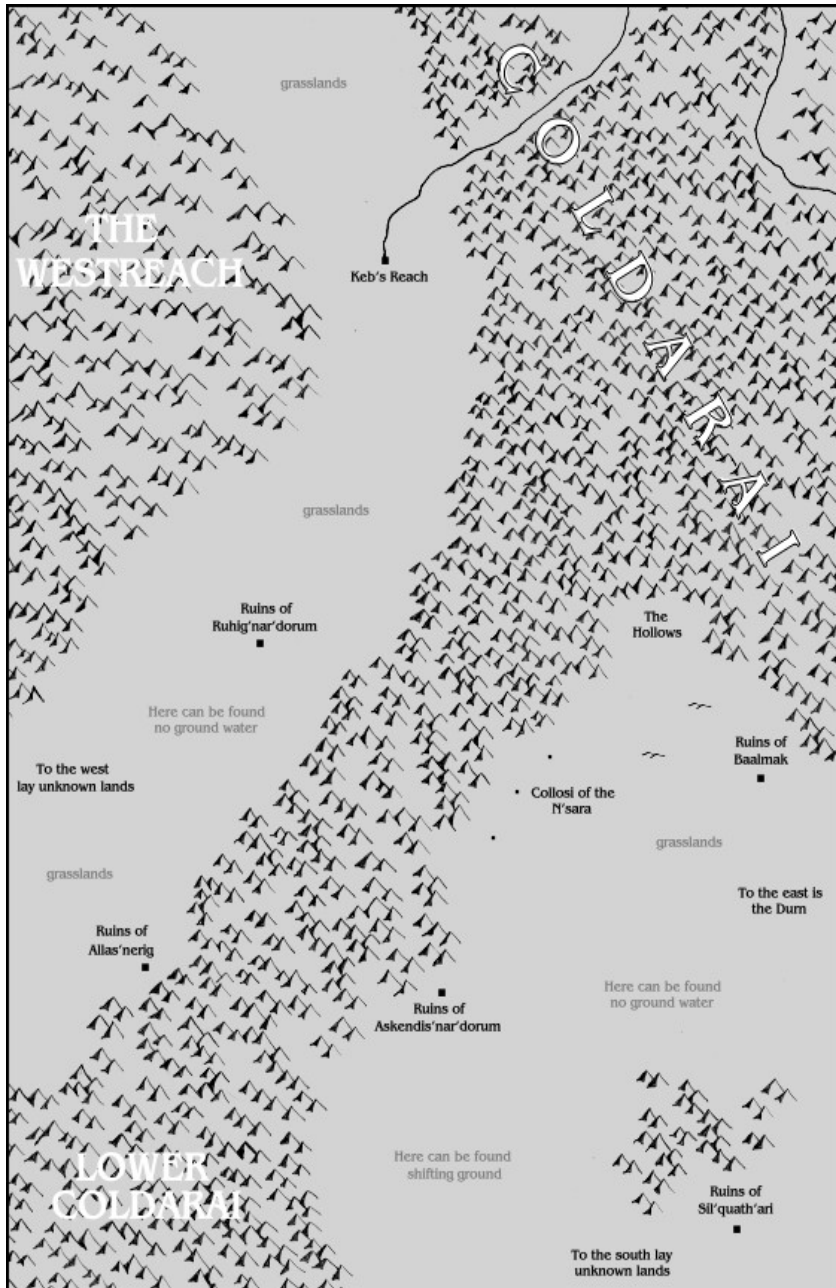 grasslands
COLDARAI
THE
WESTREACH
Keb's Reach
grasslands
Ruins of
Ruhig'nar'dorum
The
Hollows
Here can be found
no ground water
To the west
lay unknown lands
Ruins of
Baalmak
Collosi of the
N'sara
grasslands
grasslands
To the east is
the Durn
Ruins of
Allas'nerig
Here can be found
no ground water
Ruins of
Askendis'nar'dorum
Here can be found
shifting ground
LOWER
COLDARAI
Ruins of
Sil'quath'ari
To the south lay
unknown lands